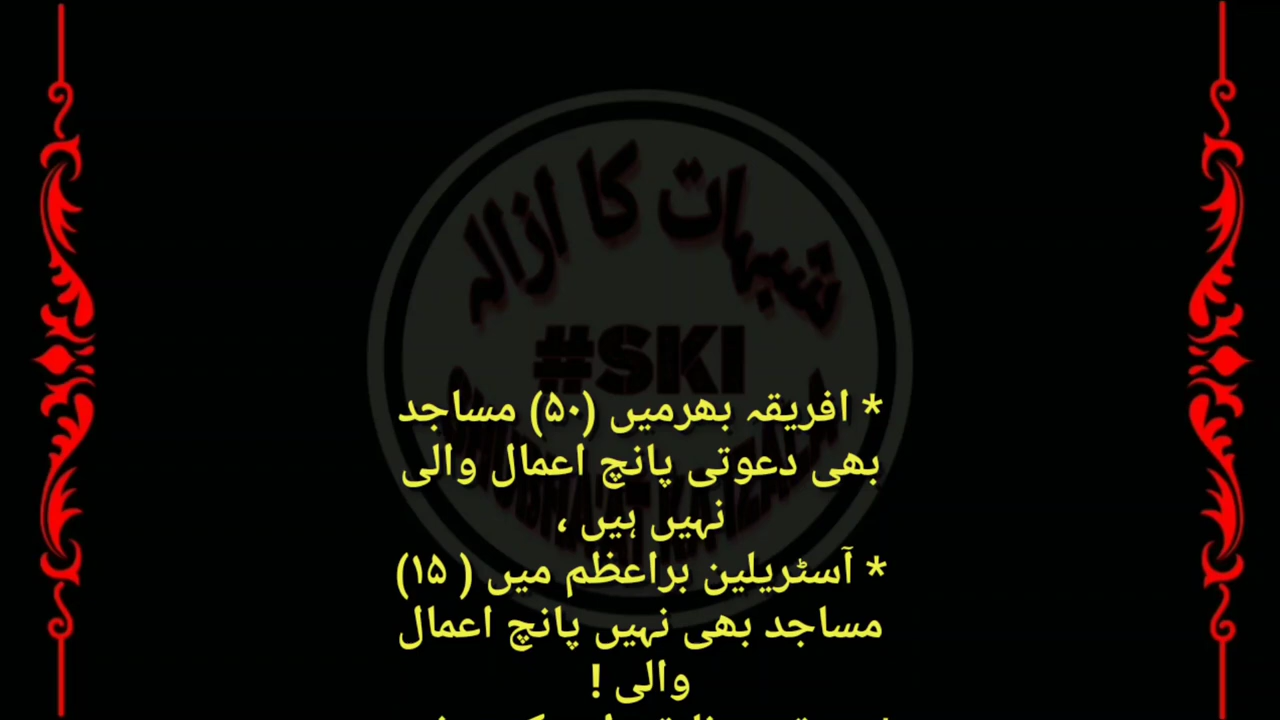 شبہات کا ازالہ
#SKI
* افریقہ بھرمیں (۵۰) مساجد
بھی دعوتی پانچ اعمال والی
نہیں ہیں ،
* آسٹریلین براعظم میں ( ۱۵)
مساجد بھی نہیں پانچ اعمال
والی !